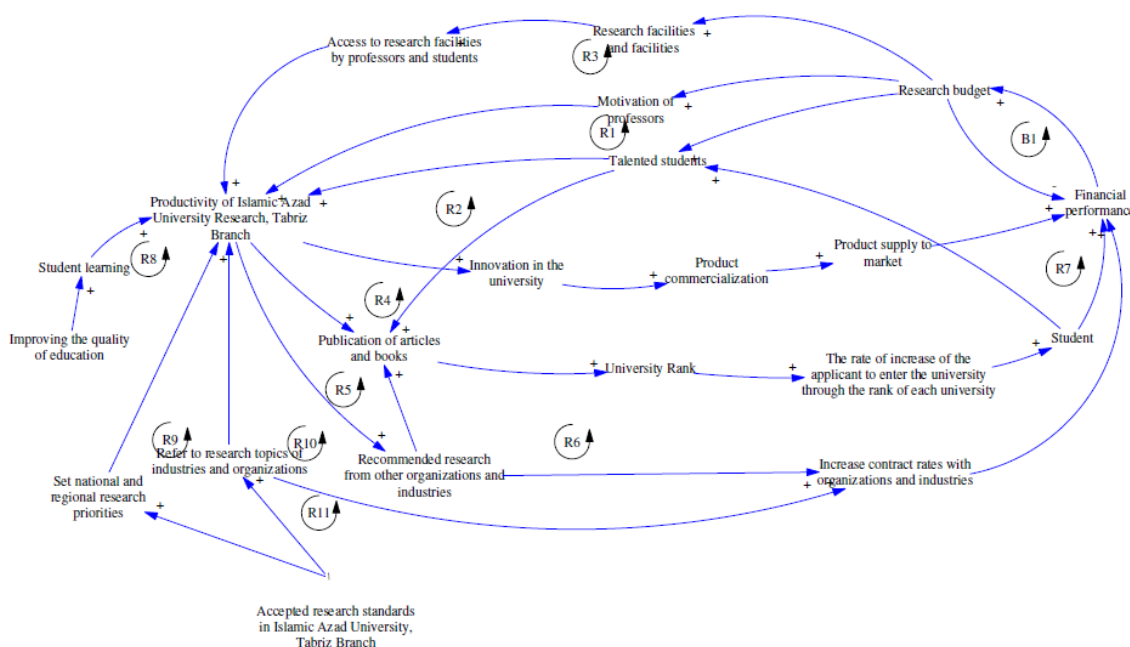 Research facilities
and facilities
Access to research facilities
by professors and students
+
+
R3
Research budget
+
Motivation of
professors
+
R1
B1
Talented students
+
+
-
+
Financial
performance
+
+
+
+
+
Productivity of Islamic Azad
University Research, Tabriz
Branch
+
+
R2
Product supply to
market
+
R8
Student learning
+
Innovation in the
university
+
Product
commercialization
+
R7
Improving the quality
of education
R4
+
+
Publication of articles
and books
+
Student
+
University Rank
+
The rate of increase of the
applicant to enter the university
through the rank of each university
+
R5
R9
Refer to research topics of
industries and organizations
+
R10
+
Recommended research
from other organizations and
industries
R6
Increase contract rates with
organizations and industries
+
+
Set national and
regional research
priorities
+
R11
Accepted research standards
in Islamic Azad University,
Tabriz Branch